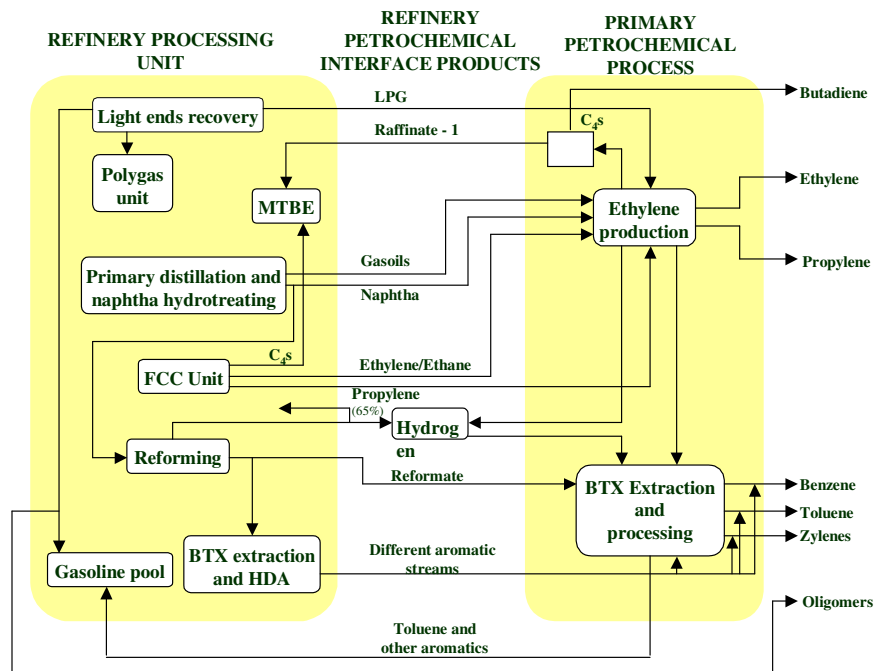 REFINERY PROCESSING
UNIT
REFINERY
PETROCHEMICAL
INTERFACE PRODUCTS
PRIMARY
PETROCHEMICAL
PROCESS
LPG
Butadiene
Light ends recovery
C₄s
Raffinate - 1
Polygas
unit
Ethylene
MTBE
Ethylene
production
Gasoils
Propylene
Primary distillation and
naphtha hydrotreating
Naphtha
C₄s
Ethylene/Ethane
FCC Unit
Propylene
(65%)
Hydrog
en
Reforming
Reformate
BTX Extraction
and
processing
Benzene
Toluene
Zylenes
BTX extraction
and HDA
Different aromatic
streams
Gasoline pool
Oligomers
Toluene and
other aromatics